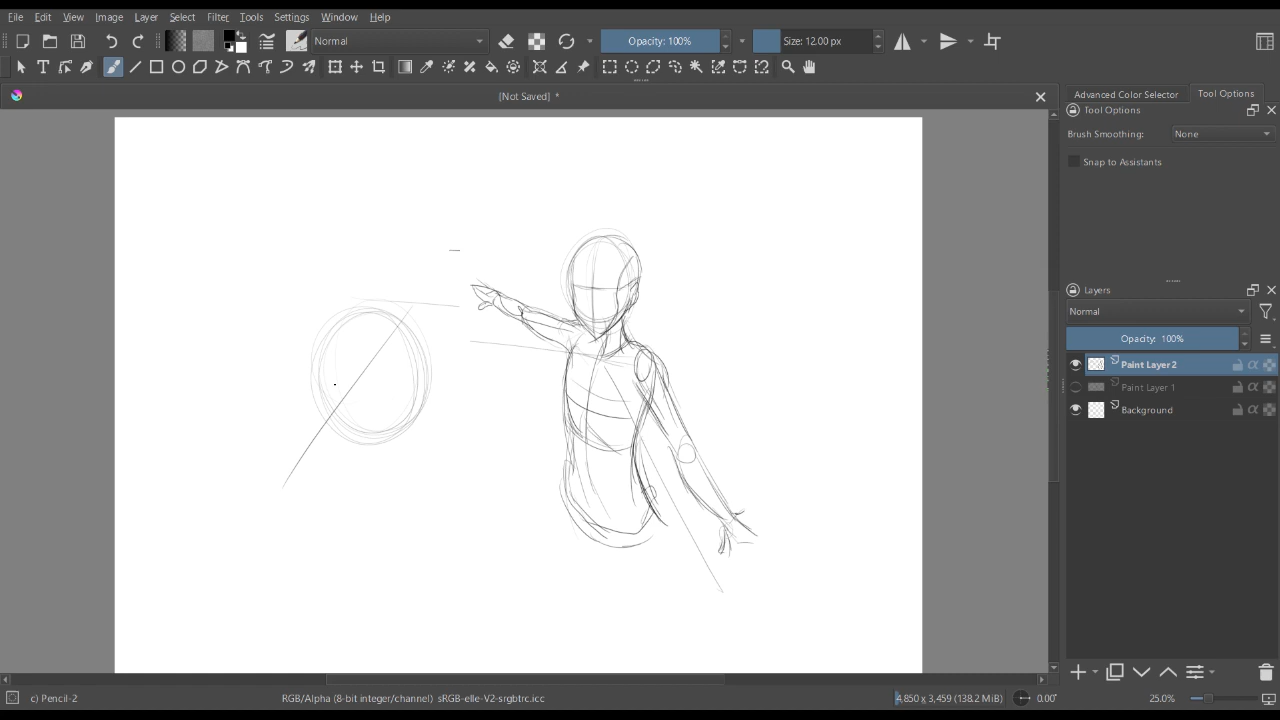 File Edit View Image Layer Select Filter Tools Settings Window Help
Normal Opacity: 100% Size: 12.00 px
[Not Saved] *
Advanced Color Selector Tool Options
Tool Options
Brush Smoothing: None
Snap to Assistants
Layers
Normal
Opacity: 100%
Paint Layer 2
Paint Layer 1
Background
c) Pencil-2 RGB/Alpha (8-bit integer/channel) sRGB-elle-V2-srgbtrc.icc 4,850 x 3,459 (138.2 MiB) 0.00° 25.0%